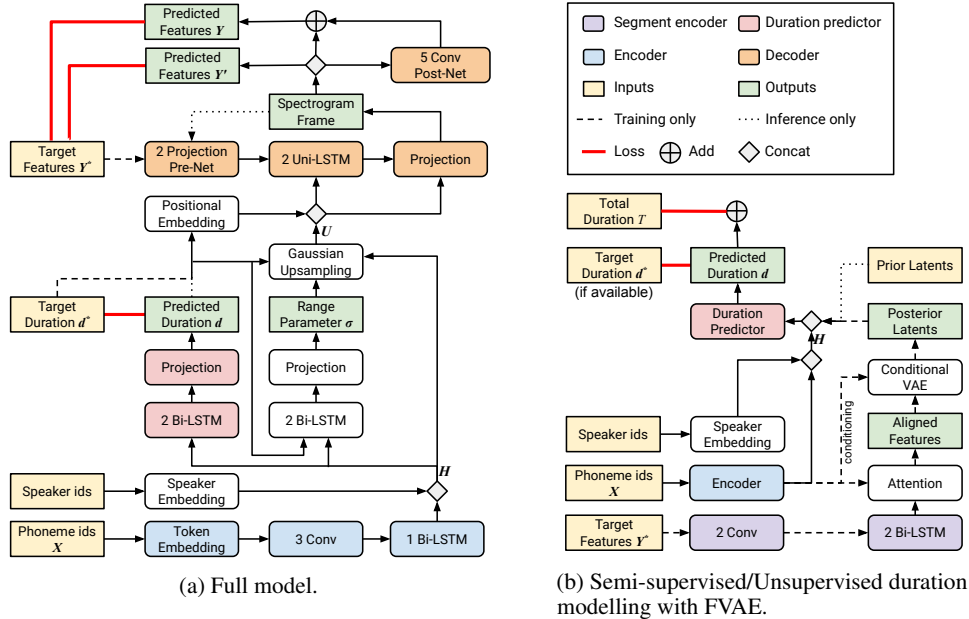 Predicted
Features Y
Predicted
Features Y′
5 Conv
Post-Net
Spectrogram
Frame
Target
Features Y*
2 Projection
Pre-Net
2 Uni-LSTM
Projection
Positional
Embedding
U
Gaussian
Upsampling
Target
Duration d*
Predicted
Duration d
Range
Parameter σ
Projection
Projection
2 Bi-LSTM
2 Bi-LSTM
H
Speaker ids
Speaker
Embedding
Phoneme ids
X
Token
Embedding
3 Conv
1 Bi-LSTM
(a) Full model.
Segment encoder
Duration predictor
Encoder
Decoder
Inputs
Outputs
Training only
Inference only
Loss
Add
Concat
Total
Duration T
Target
Duration d*
(if available)
Predicted
Duration d
Prior Latents
Duration
Predictor
H
Posterior
Latents
Conditional
VAE
conditioning
Aligned
Features
Speaker ids
Speaker
Embedding
Phoneme ids
X
Encoder
Attention
Target
Features Y*
2 Conv
2 Bi-LSTM
(b) Semi-supervised/Unsupervised duration
modelling with FVAE.